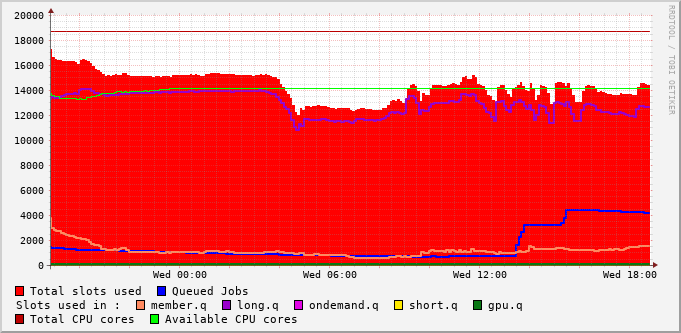 20000
18000
16000
14000
12000
10000
8000
6000
4000
2000
0
Wed 00:00 Wed 06:00 Wed 12:00 Wed 18:00
RRDTOOL / TOBI OETIKER
Total slots used Queued Jobs
Slots used in : member.q long.q ondemand.q short.q gpu.q
Total CPU cores Available CPU cores